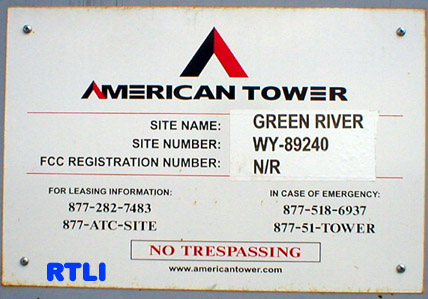 AMERICAN TOWER
SITE NAME: GREEN RIVER
SITE NUMBER: WY-89240
FCC REGISTRATION NUMBER: N/R
FOR LEASING INFORMATION:
877-282-7483
877-ATC-SITE
IN CASE OF EMERGENCY:
877-518-6937
877-51-TOWER
NO TRESPASSING
www.americantower.com
RTLI